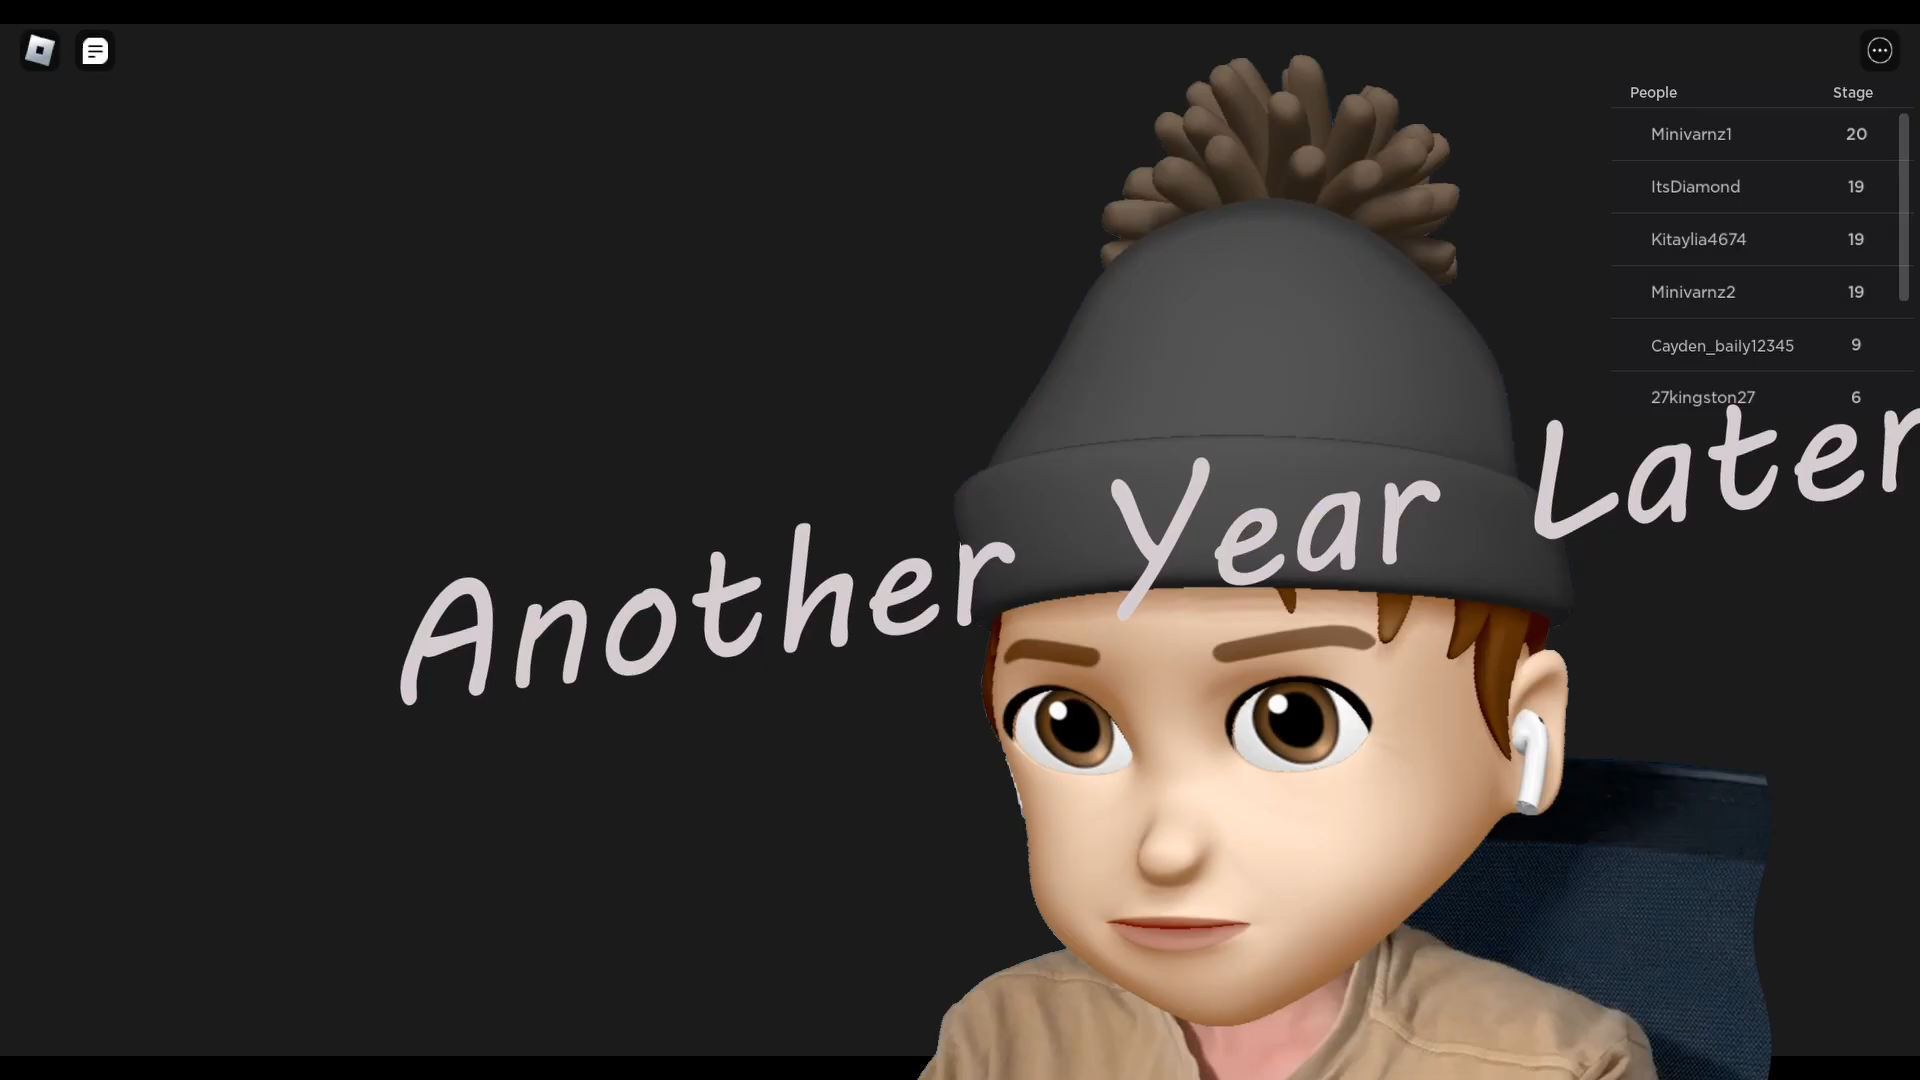 People Stage
Minivarnz1 20
ItsDiamond 19
Kitaylia4674 19
Minivarnz2 19
Cayden_baily12345 9
27kingston27 6
Another Year Later